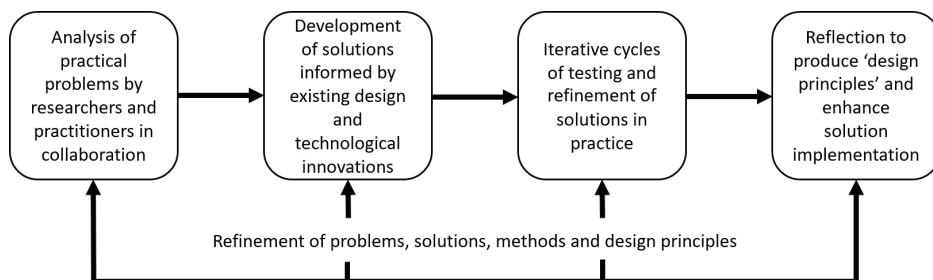 Analysis of
practical
problems by
researchers and
practitioners in
collaboration
Development
of solutions
informed by
existing design
and
technological
innovations
Iterative cycles
of testing and
refinement of
solutions in
practice
Reflection to
produce ‘design
principles’ and
enhance
solution
implementation
Refinement of problems, solutions, methods and design principles